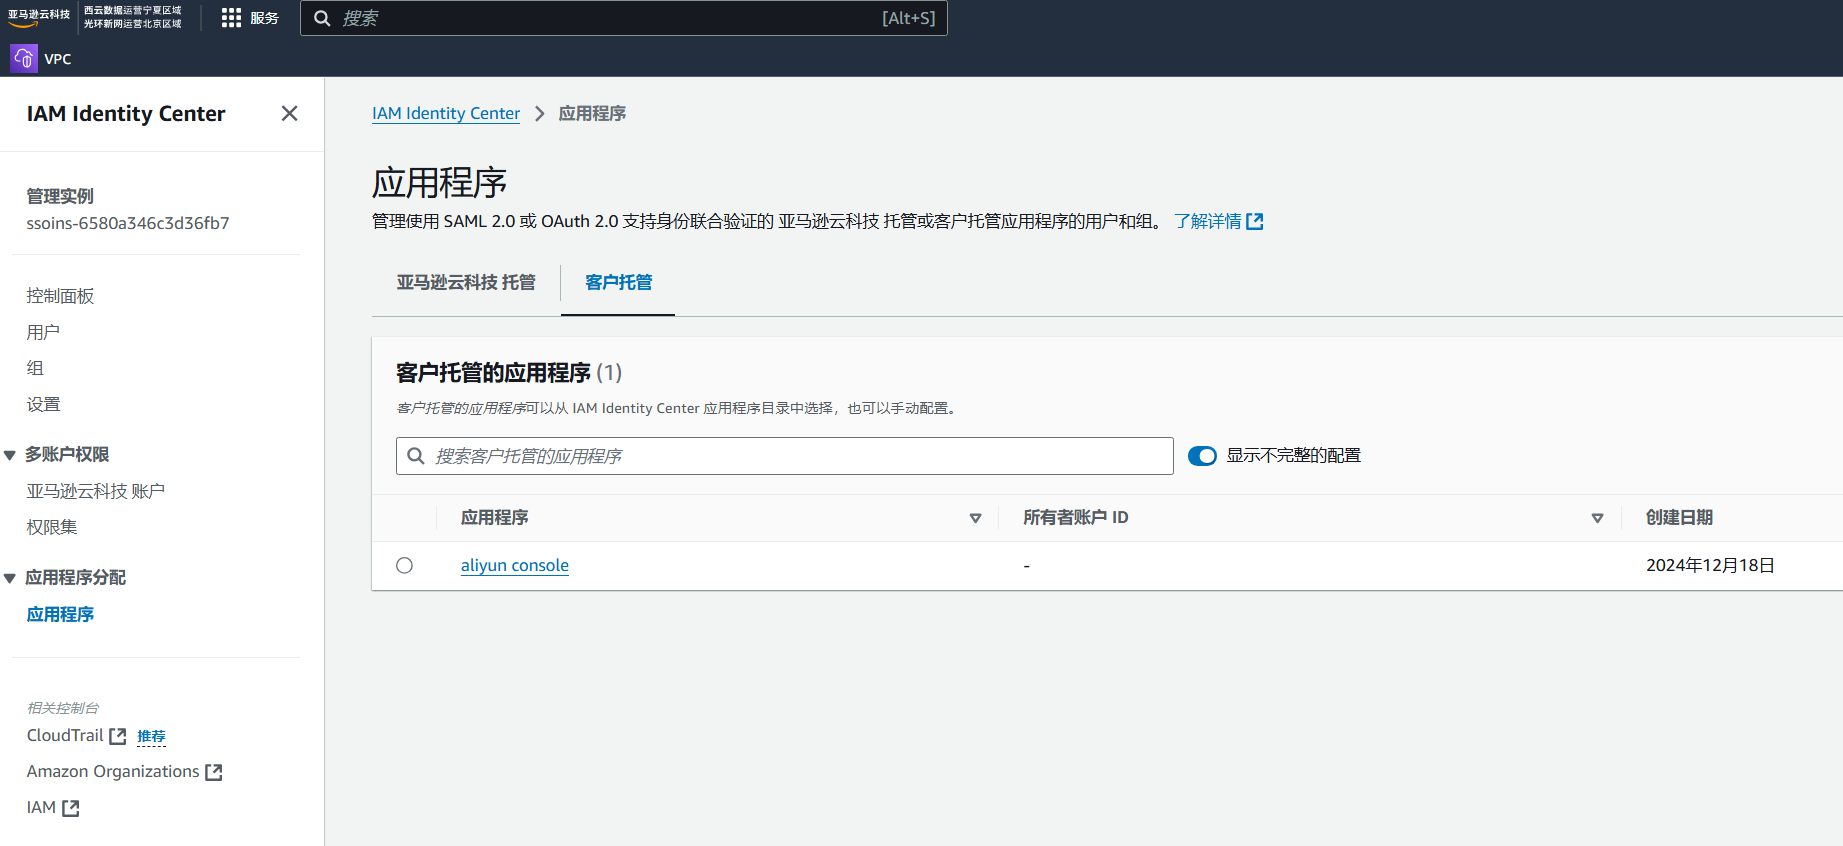 亚马逊云科技
西云数据运营宁夏区域
光环新网运营北京区域
服务
搜索
[Alt+S]
VPC
IAM Identity Center
管理实例
ssoins-6580a346c3d36fb7
控制面板
用户
组
设置
多账户权限
亚马逊云科技 账户
权限集
应用程序分配
应用程序
相关控制台
CloudTrail 推荐
Amazon Organizations
IAM
IAM Identity Center > 应用程序
应用程序
管理使用 SAML 2.0 或 OAuth 2.0 支持身份联合验证的 亚马逊云科技 托管或客户托管应用程序的用户和组。 了解详情
亚马逊云科技 托管 客户托管
客户托管的应用程序 (1)
客户托管的应用程序可以从 IAM Identity Center 应用程序目录中选择，也可以手动配置。
搜索客户托管的应用程序
显示不完整的配置
应用程序 所有者账户 ID 创建日期
aliyun console - 2024年12月18日